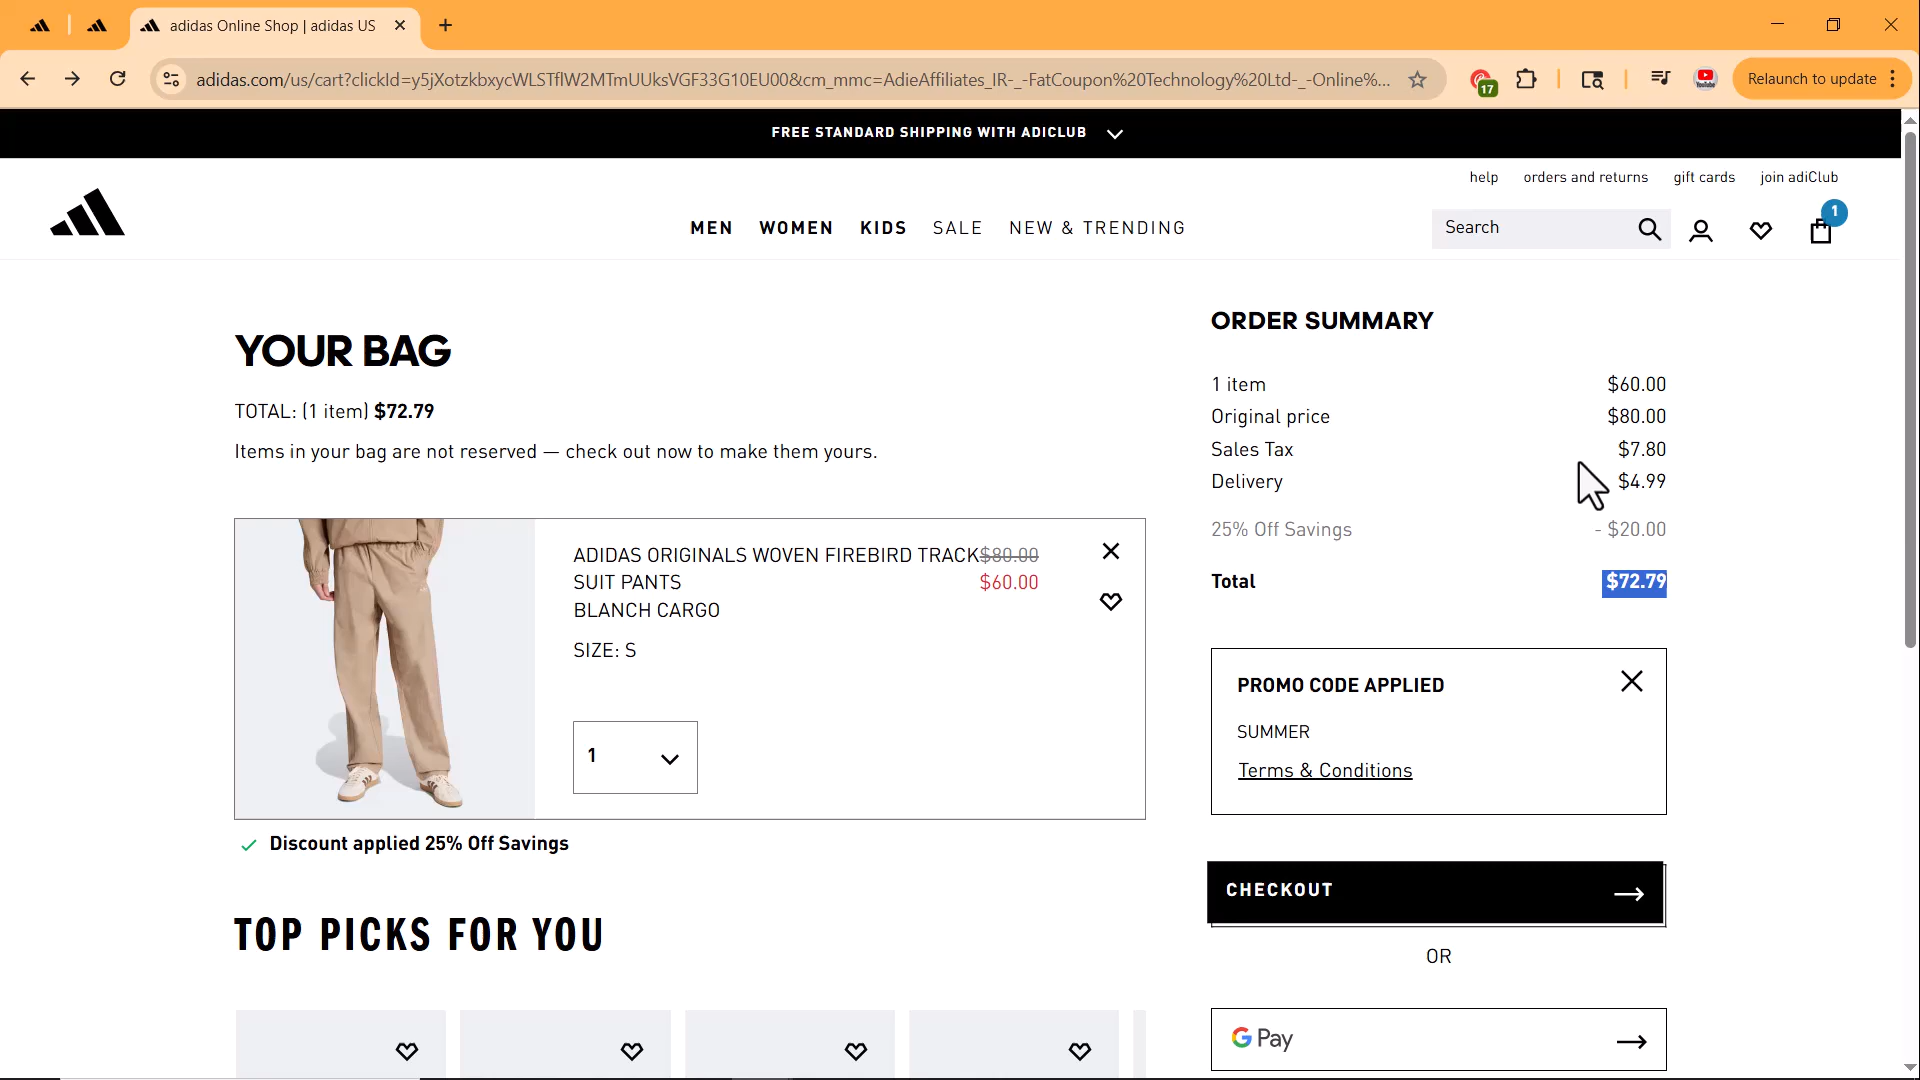 adidas Online Shop | adidas US
adidas.com/us/cart?clickId=y5jXotzkbxycWLSTflW2MTmUUksVGF33G10EU00&cm_mmc=AdieAffiliates_IR-_-FatCoupon%20Technology%20Ltd-_-Online%...
17
YouTube
Relaunch to update
FREE STANDARD SHIPPING WITH ADICLUB
help
orders and returns
gift cards
join adiClub
MEN
WOMEN
KIDS
SALE
NEW & TRENDING
Search
1
YOUR BAG
TOTAL: (1 item) $72.79
Items in your bag are not reserved — check out now to make them yours.
ADIDAS ORIGINALS WOVEN FIREBIRD TRACK
SUIT PANTS
$80.00
$60.00
BLANCH CARGO
SIZE: S
1
Discount applied 25% Off Savings
TOP PICKS FOR YOU
ORDER SUMMARY
1 item $60.00
Original price $80.00
Sales Tax $7.80
Delivery $4.99
25% Off Savings - $20.00
Total $72.79
PROMO CODE APPLIED
SUMMER
Terms & Conditions
CHECKOUT
OR
G Pay